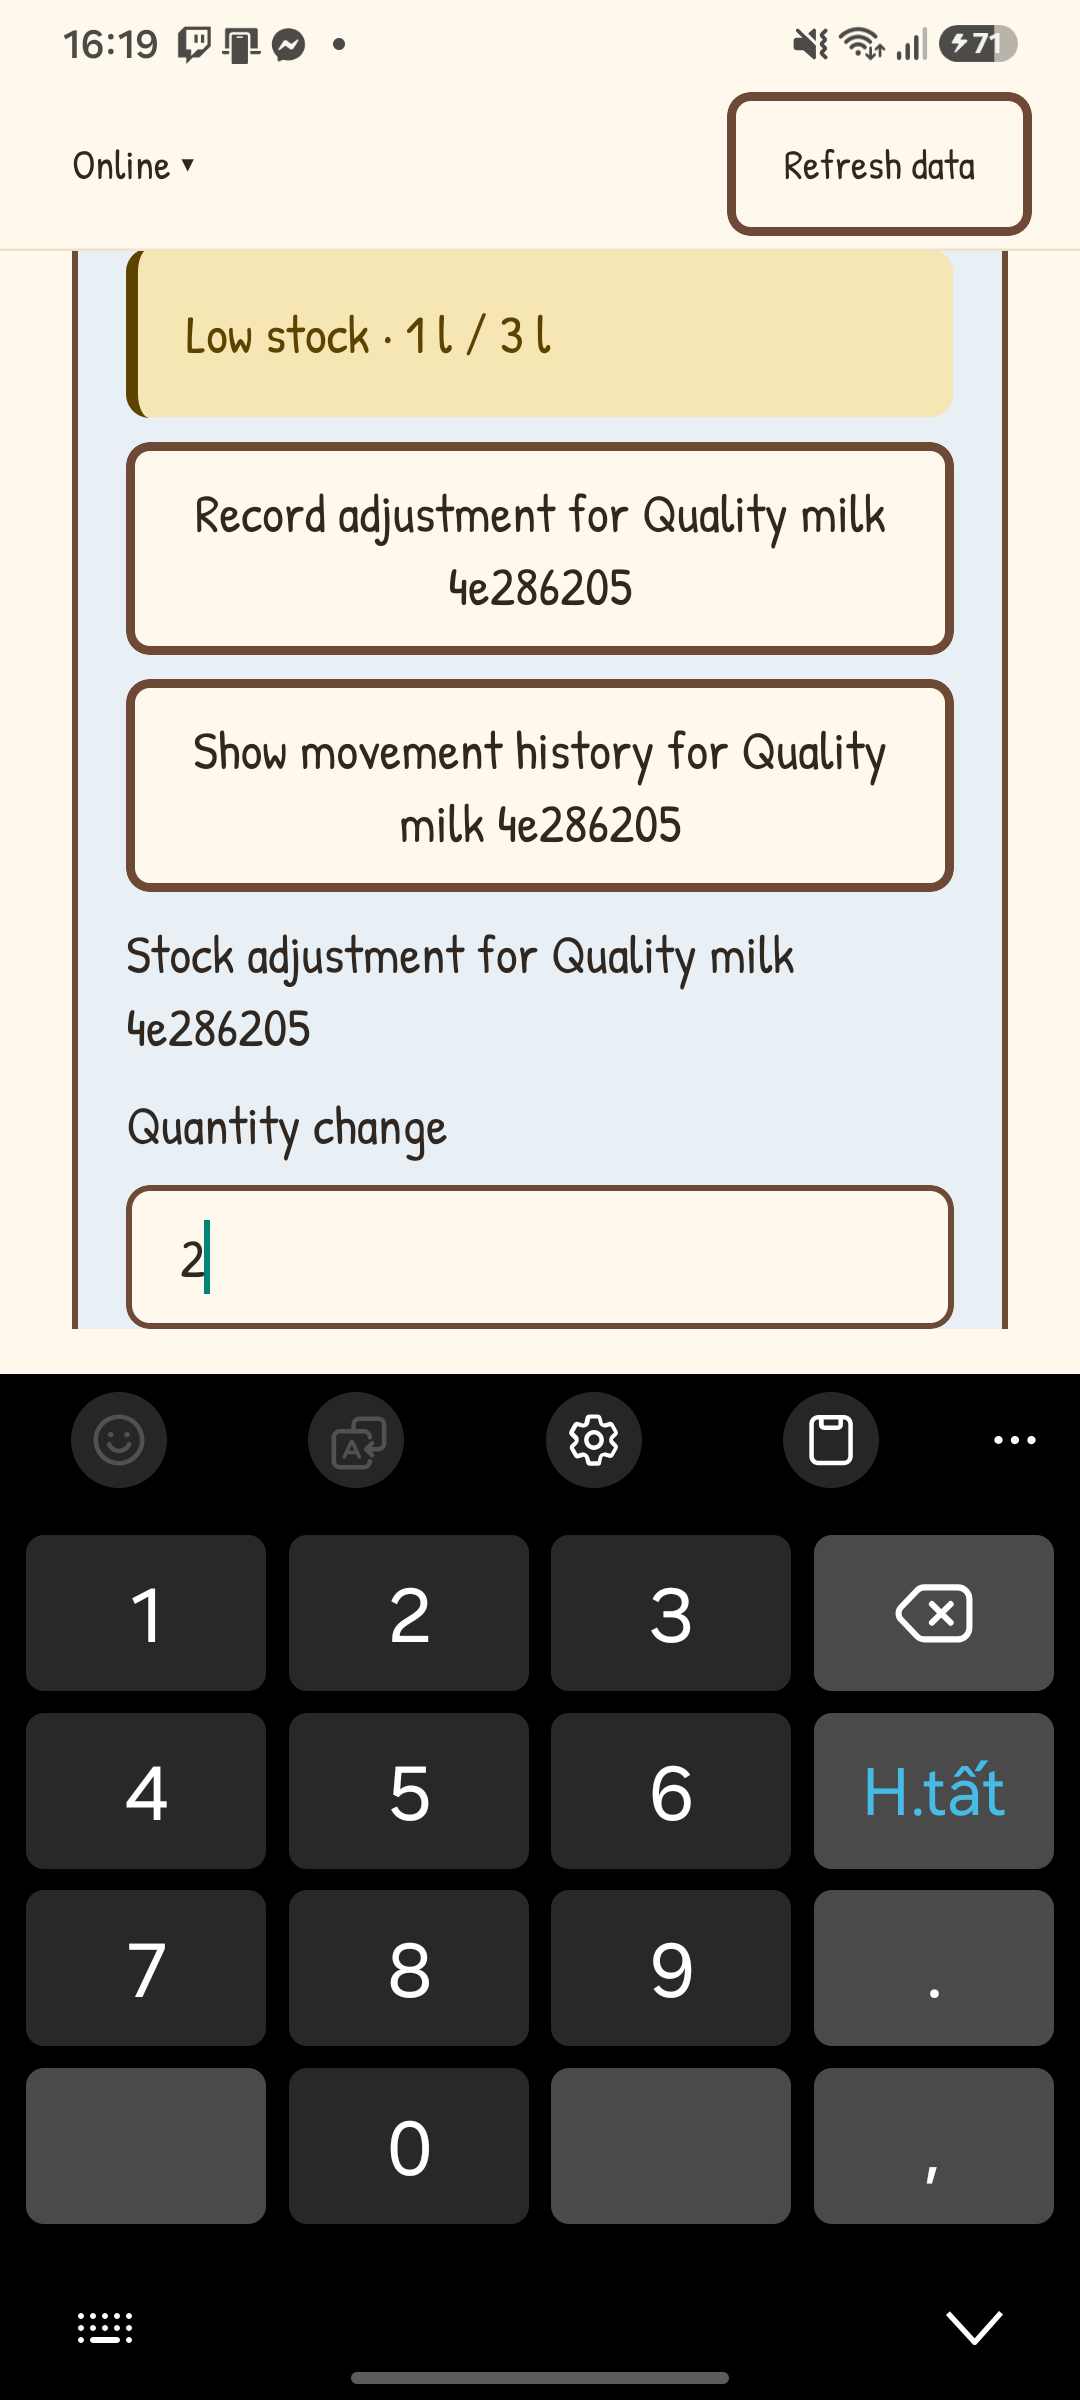 16:19
71
Online ▾
Refresh data
Low stock · 1 l / 3 l
Record adjustment for Quality milk
4e286205
Show movement history for Quality
milk 4e286205
Stock adjustment for Quality milk
4e286205
Quantity change
2
1 2 3
4 5 6 H.tất
7 8 9 .
0 ,